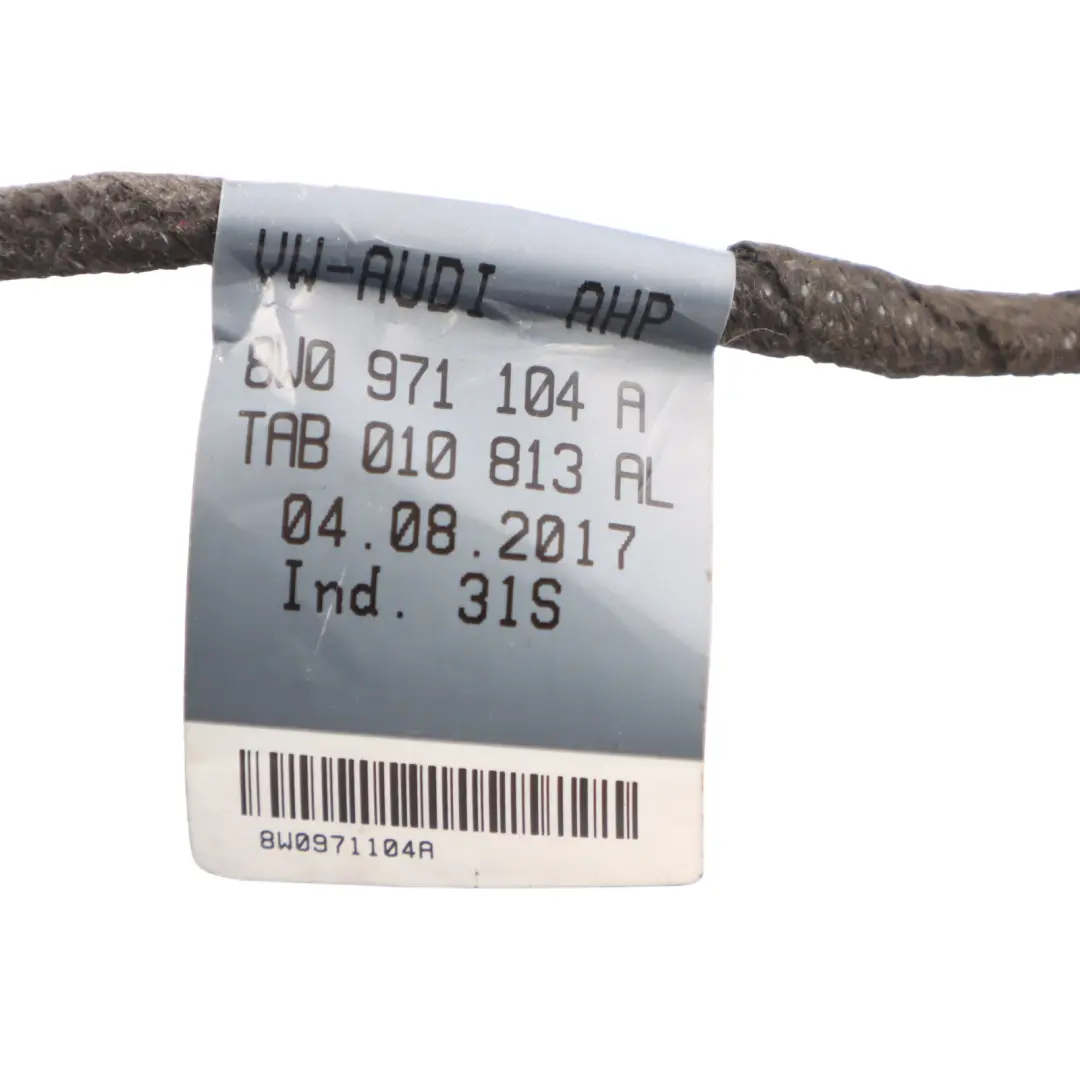 VW-AUDI AHP
8W0 971 104 A
TAB 010 813 AL
04.08.2017
Ind. 31S
8W0971104A